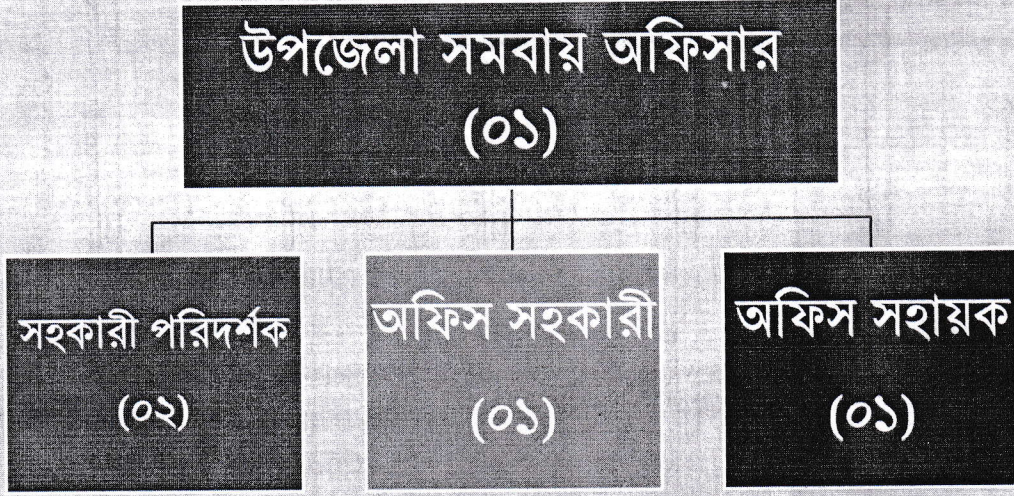 উপজেলা সমবায় অফিসার
(০১)
সহকারী পরিদর্শক
(০২)
অফিস সহকারী
(০১)
অফিস সহায়ক
(০১)